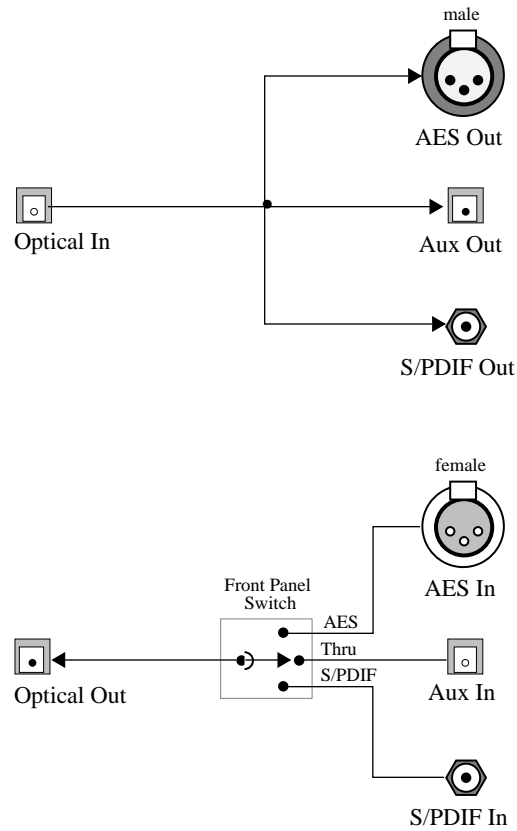 male
AES Out
Optical In
Aux Out
S/PDIF Out
female
AES In
Front Panel
Switch
AES
Thru
S/PDIF
Optical Out
Aux In
S/PDIF In